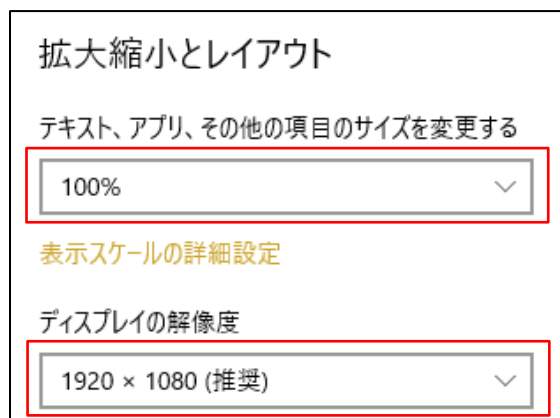 拡大縮小とレイアウト
テキスト、アプリ、その他の項目のサイズを変更する
100%
表示スケールの詳細設定
ディスプレイの解像度
1920 × 1080 (推奨)